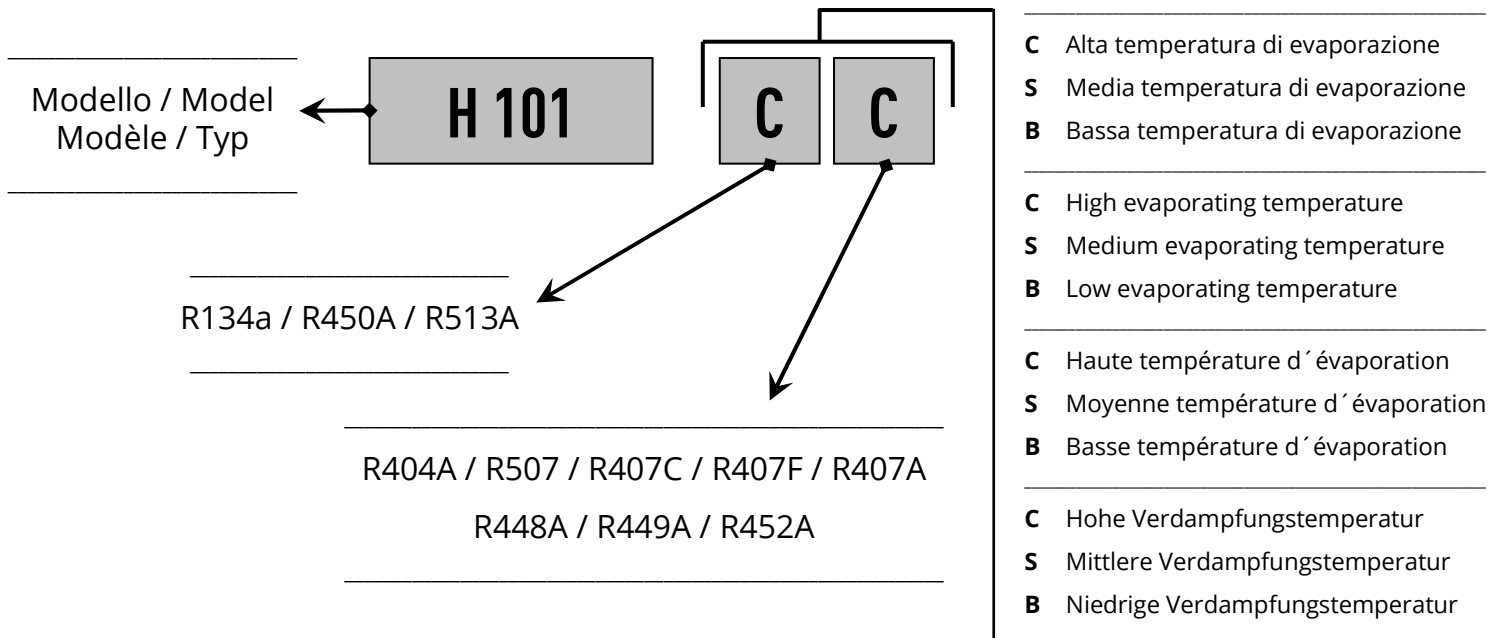 Modello / Model
Modèle / Typ
H 101
C
C
R134a / R450A / R513A
R404A / R507 / R407C / R407F / R407A
R448A / R449A / R452A
C Alta temperatura di evaporazione
S Media temperatura di evaporazione
B Bassa temperatura di evaporazione
C High evaporating temperature
S Medium evaporating temperature
B Low evaporating temperature
C Haute température d´évaporation
S Moyenne température d´évaporation
B Basse température d´évaporation
C Hohe Verdampfungstemperatur
S Mittlere Verdampfungstemperatur
B Niedrige Verdampfungstemperatur